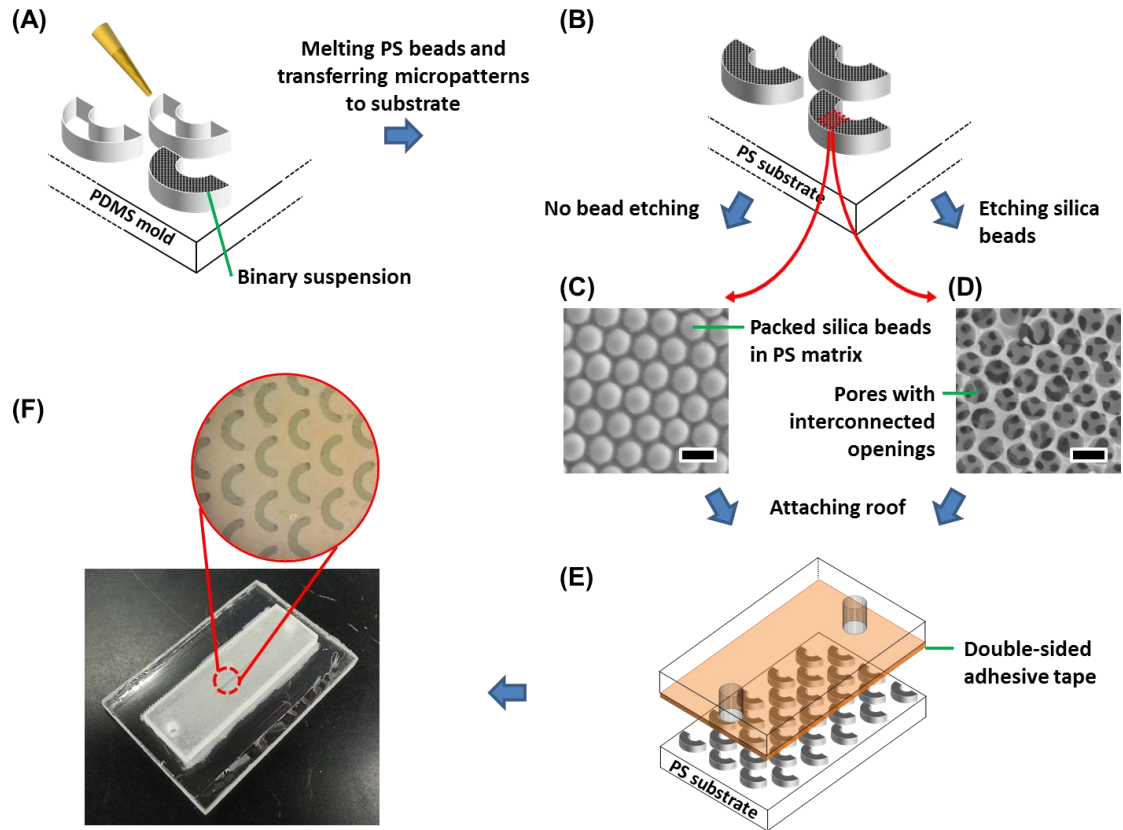 (A)
Melting PS beads and
transferring micropatterns
to substrate
PDMS mold
Binary suspension
(B)
PS substrate
No bead etching
Etching silica
beads
(C)
Packed silica beads
in PS matrix
(D)
Pores with
interconnected
openings
Attaching roof
(E)
Double-sided
adhesive tape
PS substrate
(F)